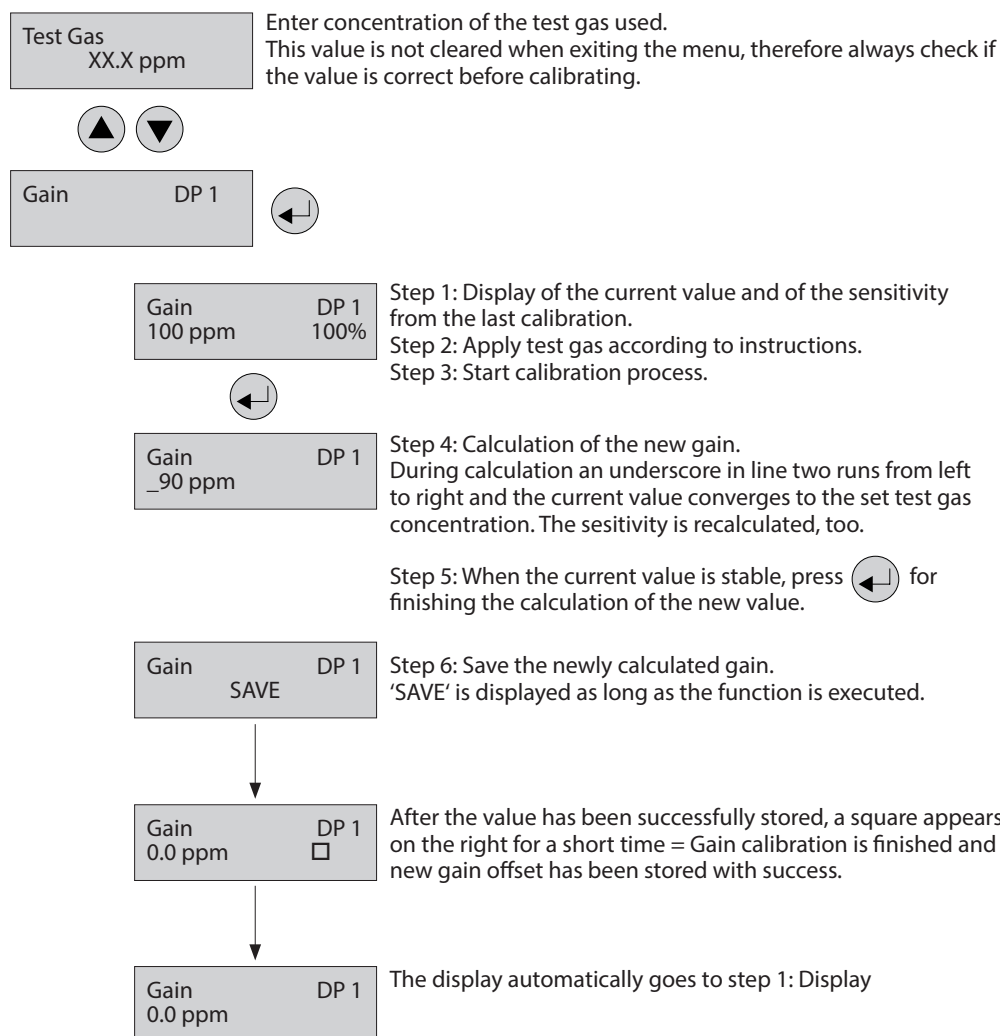 Test Gas
XX.X ppm
Enter concentration of the test gas used.
This value is not cleared when exiting the menu, therefore always check if
the value is correct before calibrating.
Gain DP 1
Gain DP 1
100 ppm 100%
Step 1: Display of the current value and of the sensitivity
from the last calibration.
Step 2: Apply test gas according to instructions.
Step 3: Start calibration process.
Gain DP 1
_90 ppm
Step 4: Calculation of the new gain.
During calculation an underscore in line two runs from left
to right and the current value converges to the set test gas
concentration. The sesitivity is recalculated, too.
Step 5: When the current value is stable, press for
finishing the calculation of the new value.
Gain DP 1
SAVE
Step 6: Save the newly calculated gain.
'SAVE‘ is displayed as long as the function is executed.
Gain DP 1
0.0 ppm
After the value has been successfully stored, a square appears
on the right for a short time = Gain calibration is finished and
new gain offset has been stored with success.
Gain DP 1
0.0 ppm
The display automatically goes to step 1: Display